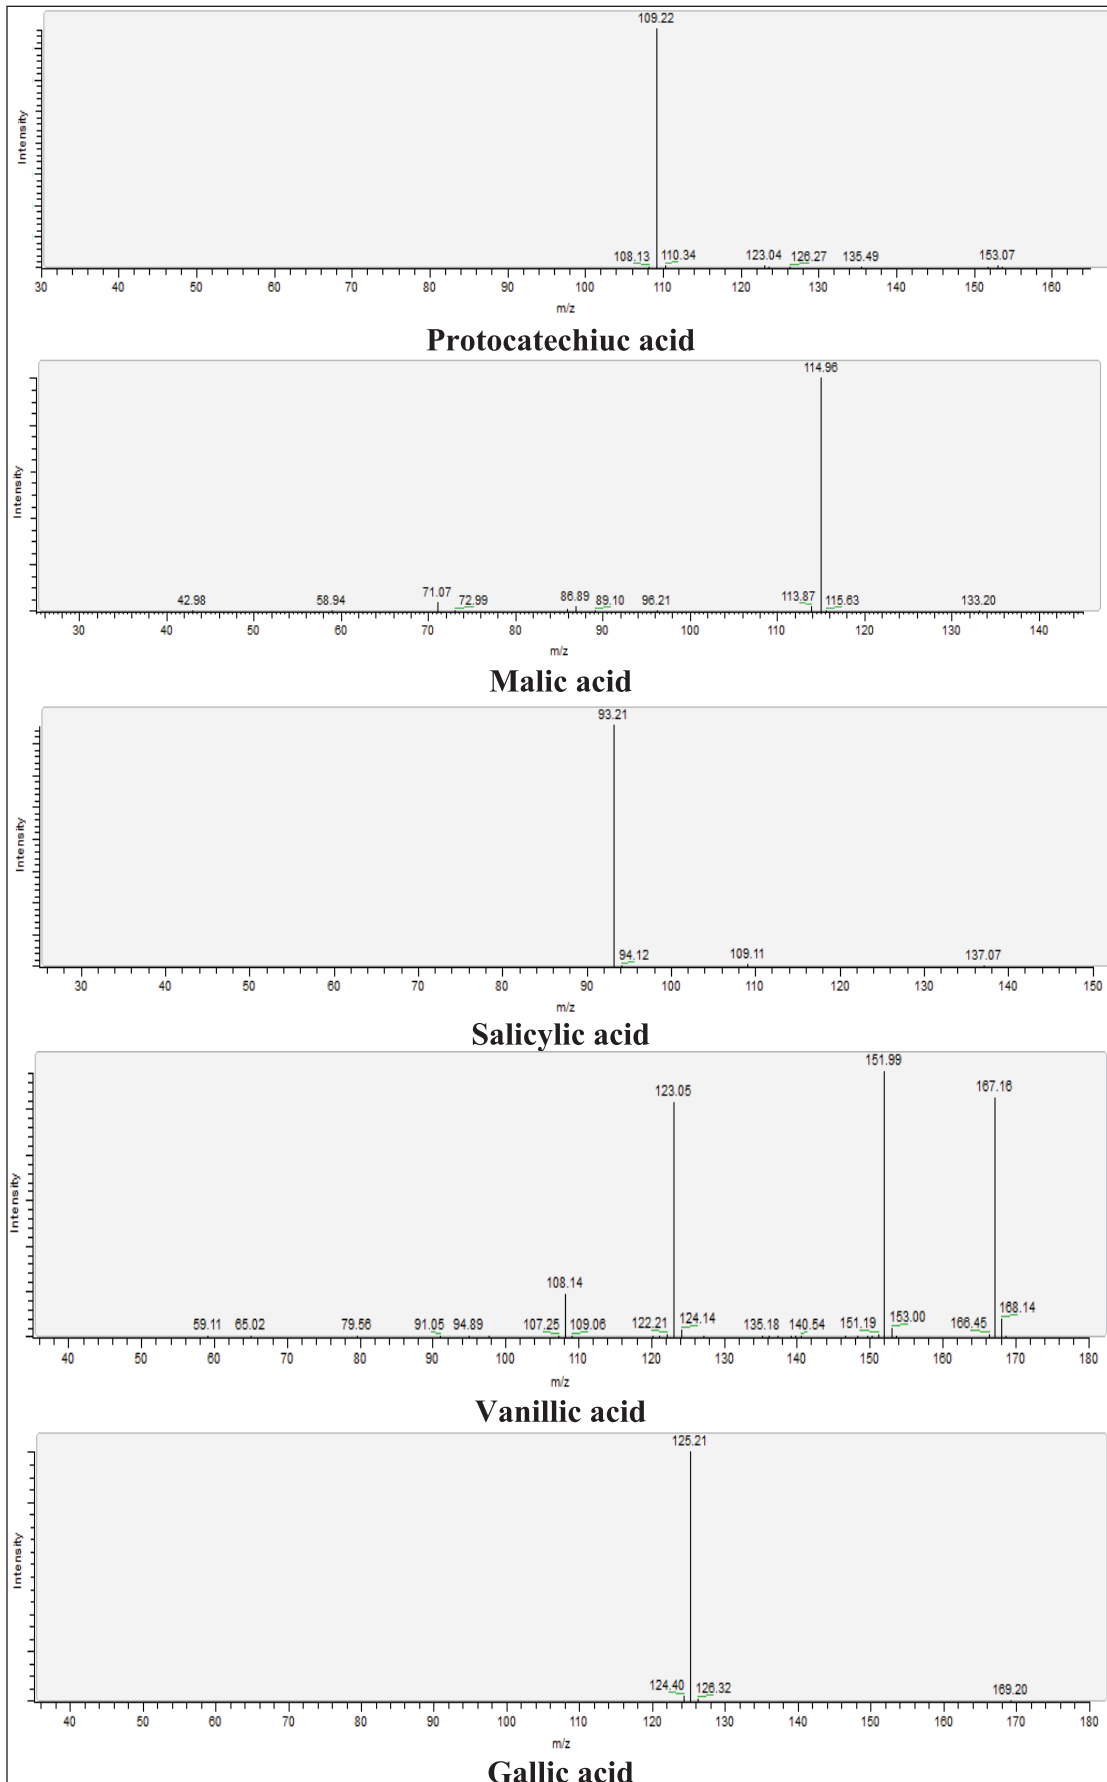 109.22
Intensity
108.13 110.34 123.04 126.27 135.49 153.07
30 40 50 60 70 80 90 100 110 120 130 140 150 160
m/z
Protocatechiuc acid
114.96
Intensity
42.98 58.94 71.07 72.99 86.89 89.10 96.21 113.87 115.63 133.20
30 40 50 60 70 80 90 100 110 120 130 140
m/z
Malic acid
93.21
Intensity
94.12 109.11 137.07
30 40 50 60 70 80 90 100 110 120 130 140 150
m/z
Salicylic acid
151.99
123.05 167.16
Intensity
108.14
59.11 65.02 79.56 91.05 94.89 107.25 109.06 122.21 124.14 135.18 140.54 151.19 153.00 166.45 168.14
40 50 60 70 80 90 100 110 120 130 140 150 160 170 180
m/z
Vanillic acid
125.21
Intensity
124.40 126.32 169.20
40 50 60 70 80 90 100 110 120 130 140 150 160 170 180
m/z
Gallic acid